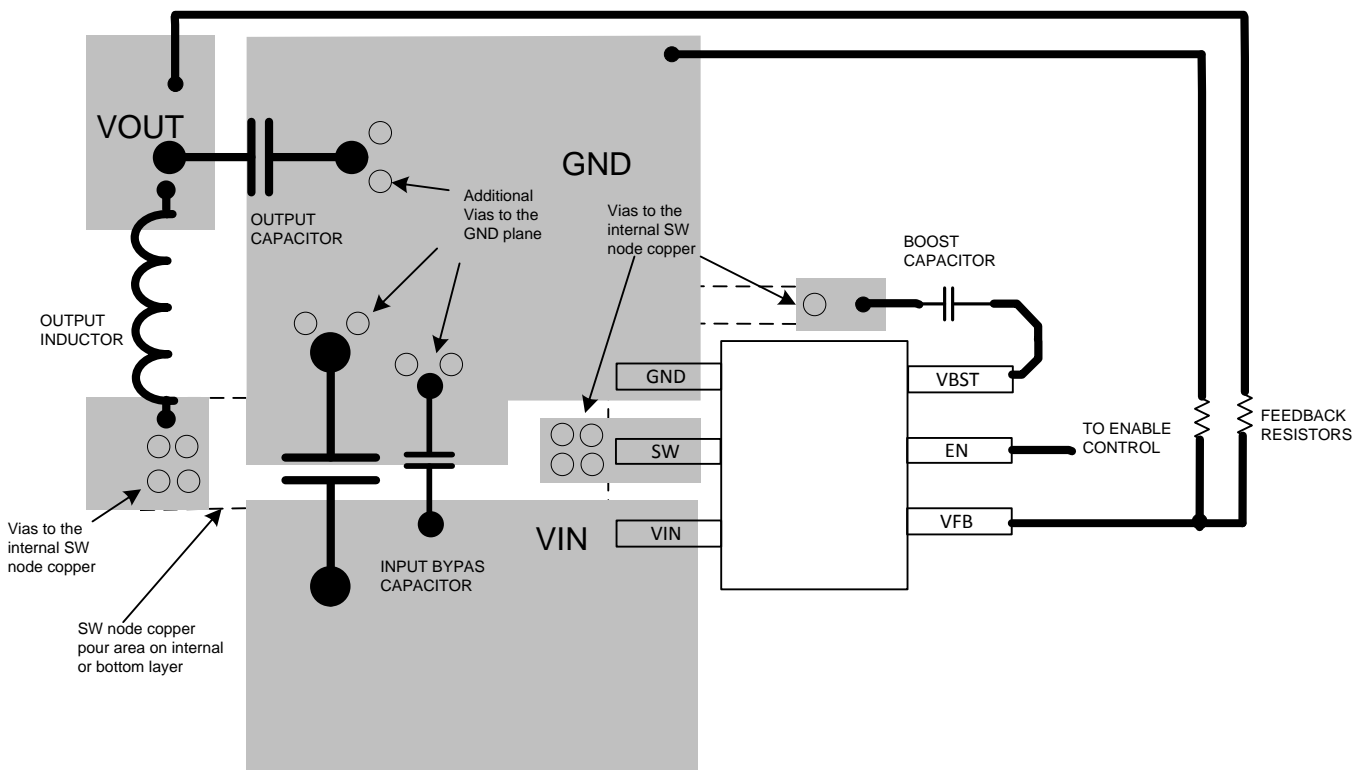 VOUT
GND
OUTPUT
CAPACITOR
Additional
Vias to the
GND plane
Vias to the
internal SW
node copper
BOOST
CAPACITOR
OUTPUT
INDUCTOR
GND
VBST
TO ENABLE
CONTROL
FEEDBACK
RESISTORS
SW
EN
Vias to the
internal SW
node copper
VIN
VIN
VFB
INPUT BYPAS
CAPACITOR
SW node copper
pour area on internal
or bottom layer